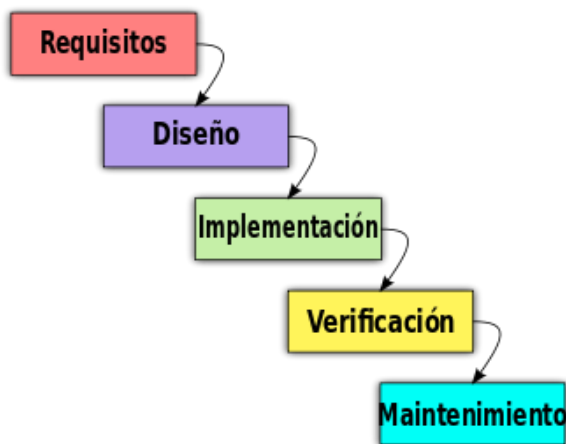 Requisitos
Diseño
Implementación
Verificación
Maintenimiento